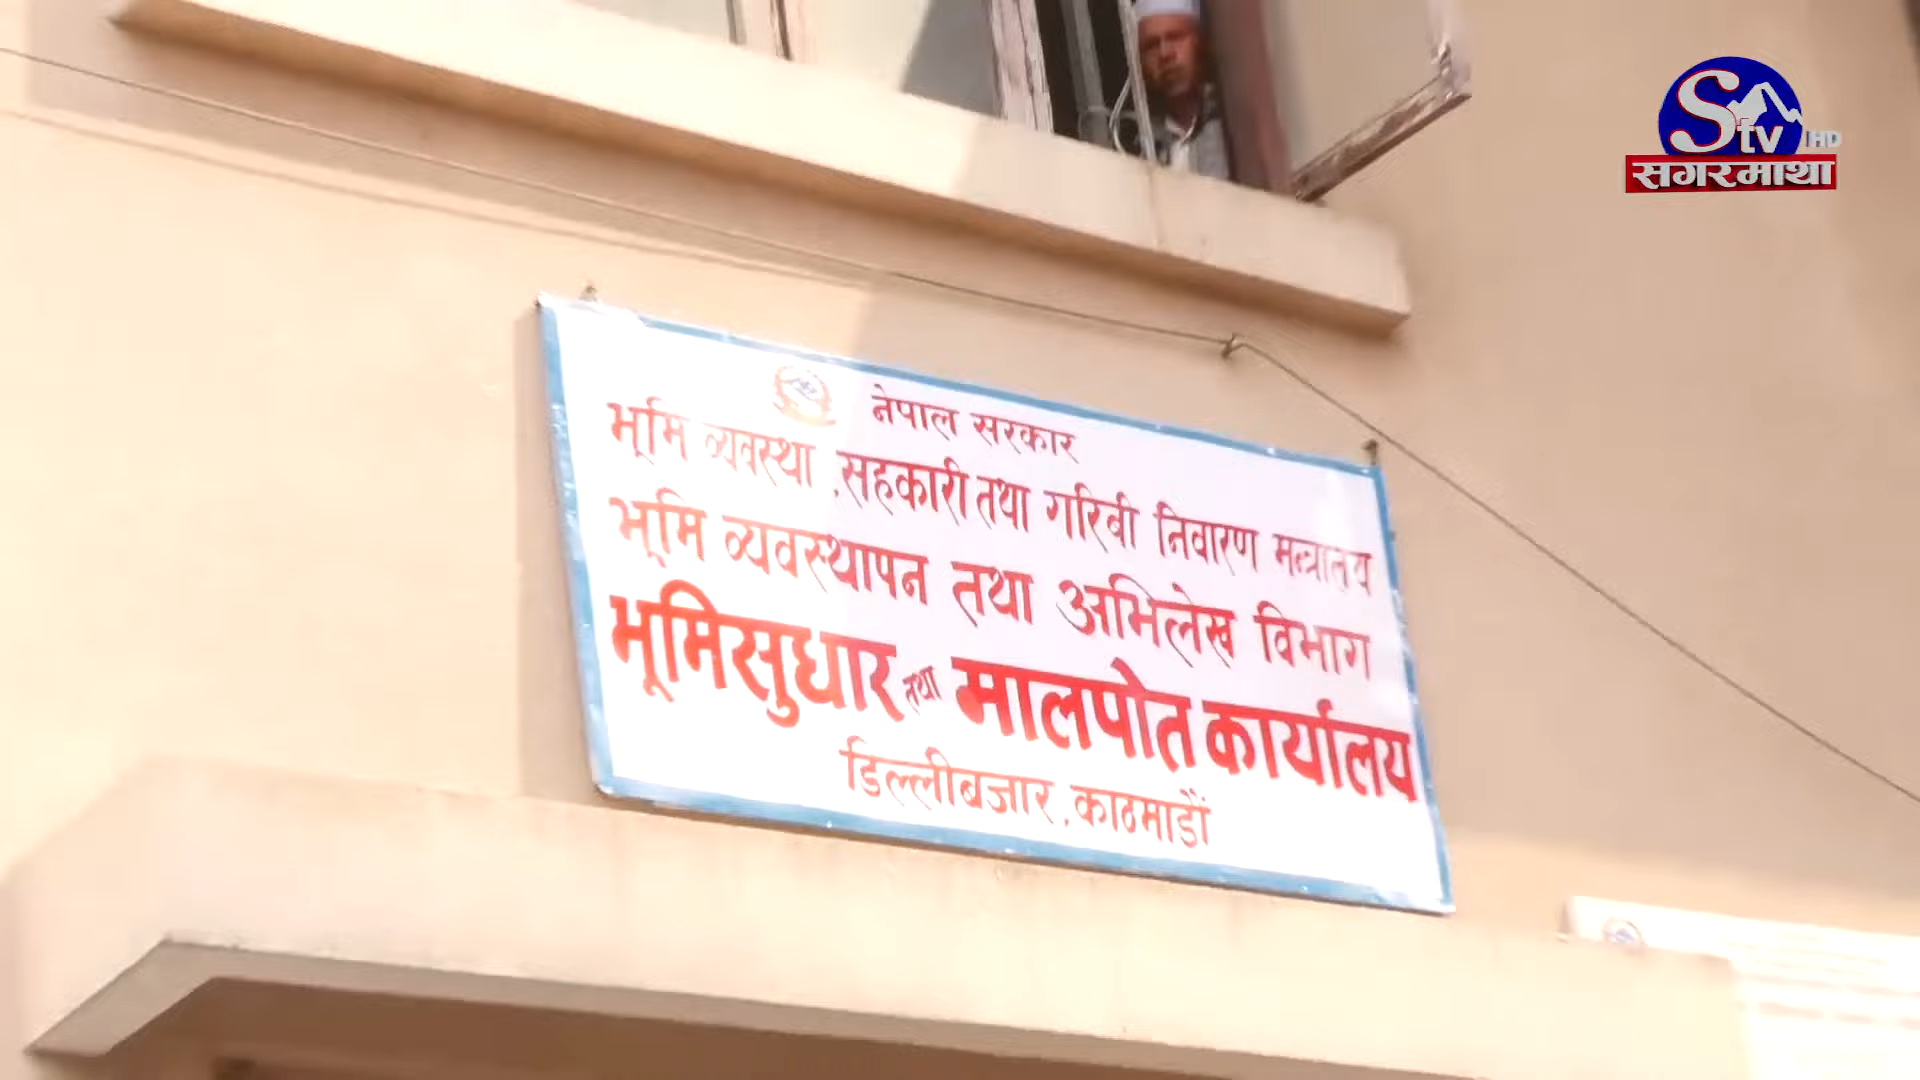 Stv HD
सगरमाथा
नेपाल सरकार
भूमि व्यवस्था ,सहकारी तथा गरिबी निवारण मन्त्रालय
भूमि व्यवस्थापन तथा अभिलेख विभाग
भूमिसुधार तथा मालपोत कार्यालय
डिल्लीबजार, काठमाडौं